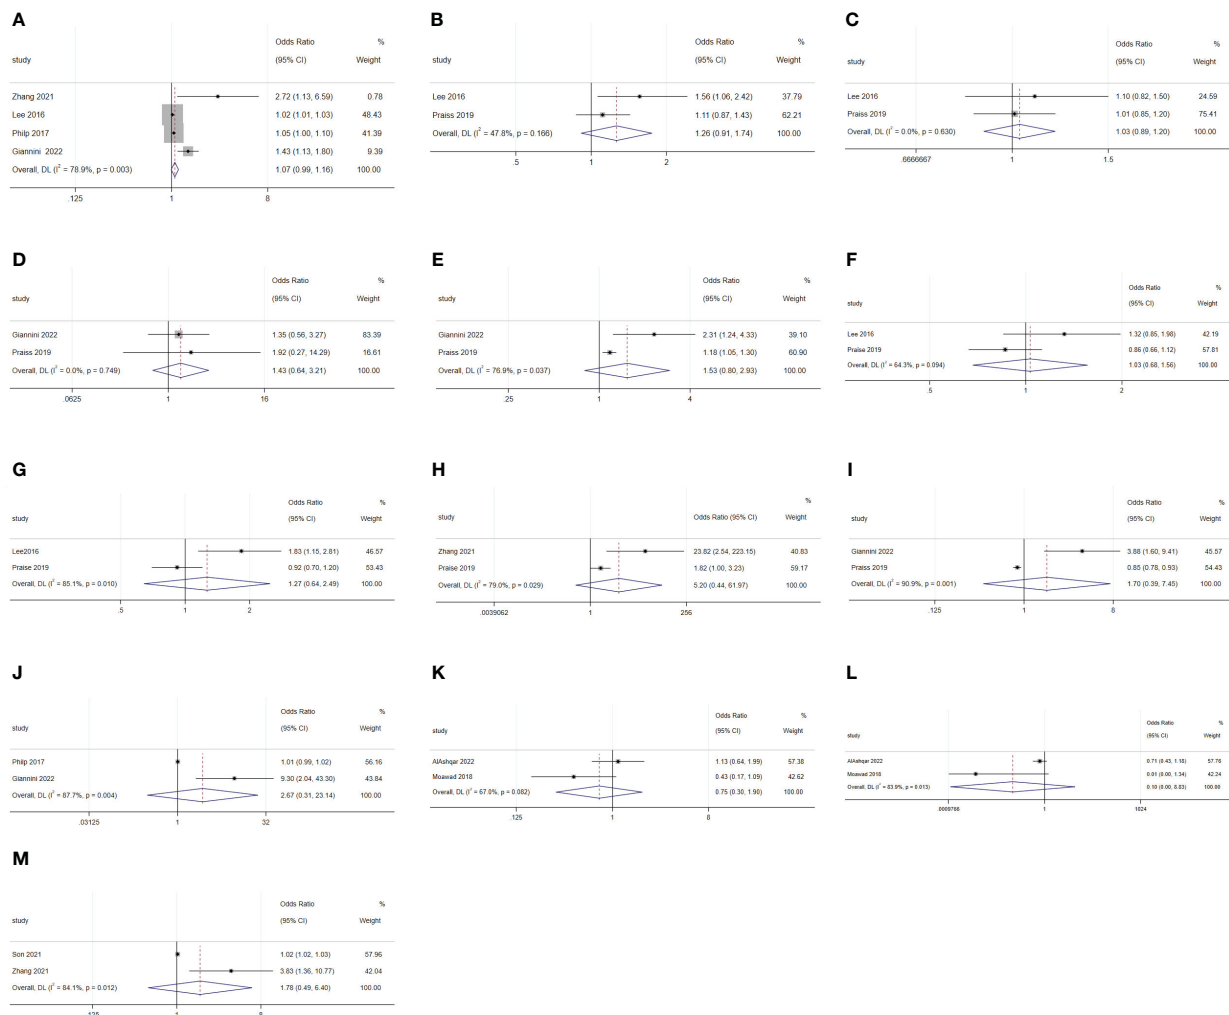 A
Odds Ratio %
study (95% CI) Weight
Zhang 2021 2.72 (1.13, 6.59) 0.78
Lee 2016 1.02 (1.01, 1.03) 48.43
Philp 2017 1.05 (1.00, 1.10) 41.39
Giannini 2022 1.43 (1.13, 1.80) 9.39
Overall, DL (I² = 78.9%, p = 0.003) 1.07 (0.99, 1.16) 100.00
.125 1 8
B
Odds Ratio %
study (95% CI) Weight
Lee 2016 1.56 (1.06, 2.42) 37.79
Praiss 2019 1.11 (0.87, 1.43) 62.21
Overall, DL (I² = 47.8%, p = 0.166) 1.26 (0.91, 1.74) 100.00
.5 1 2
C
Odds Ratio %
study (95% CI) Weight
Lee 2016 1.10 (0.82, 1.50) 24.59
Praiss 2019 1.01 (0.85, 1.20) 75.41
Overall, DL (I² = 0.0%, p = 0.630) 1.03 (0.89, 1.20) 100.00
.6666667 1 1.5
D
Odds Ratio %
study (95% CI) Weight
Giannini 2022 1.35 (0.56, 3.27) 83.39
Praiss 2019 1.92 (0.27, 14.29) 16.61
Overall, DL (I² = 0.0%, p = 0.749) 1.43 (0.64, 3.21) 100.00
.0625 1 16
E
Odds Ratio %
study (95% CI) Weight
Giannini 2022 2.31 (1.24, 4.33) 39.10
Praiss 2019 1.18 (1.05, 1.30) 60.90
Overall, DL (I² = 76.9%, p = 0.037) 1.53 (0.80, 2.93) 100.00
.25 1 4
F
Odds Ratio %
study (95% CI) Weight
Lee 2016 1.32 (0.85, 1.98) 42.19
Praise 2019 0.86 (0.66, 1.12) 57.81
Overall, DL (I² = 64.3%, p = 0.094) 1.03 (0.68, 1.56) 100.00
.5 1 2
G
Odds Ratio %
study (95% CI) Weight
Lee2016 1.83 (1.15, 2.81) 46.57
Praise 2019 0.92 (0.70, 1.20) 53.43
Overall, DL (I² = 85.1%, p = 0.010) 1.27 (0.64, 2.49) 100.00
.5 1 2
H
%
study Odds Ratio (95% CI) Weight
Zhang 2021 23.82 (2.54, 223.15) 40.83
Praise 2019 1.82 (1.00, 3.23) 59.17
Overall, DL (I² = 79.0%, p = 0.029) 5.20 (0.44, 61.97) 100.00
.0039062 1 256
I
Odds Ratio %
study (95% CI) Weight
Giannini 2022 3.88 (1.60, 9.41) 45.57
Praiss 2019 0.85 (0.78, 0.93) 54.43
Overall, DL (I² = 90.9%, p = 0.001) 1.70 (0.39, 7.45) 100.00
.125 1 8
J
Odds Ratio %
study (95% CI) Weight
Philp 2017 1.01 (0.99, 1.02) 56.16
Giannini 2022 9.30 (2.04, 43.30) 43.84
Overall, DL (I² = 87.7%, p = 0.004) 2.67 (0.31, 23.14) 100.00
.03125 1 32
K
Odds Ratio %
study (95% CI) Weight
AlAshqar 2022 1.13 (0.64, 1.99) 57.38
Moawad 2018 0.43 (0.17, 1.09) 42.62
Overall, DL (I² = 67.0%, p = 0.082) 0.75 (0.30, 1.90) 100.00
.125 1 8
L
Odds Ratio %
study (95% CI) Weight
AlAshqar 2022 0.71 (0.43, 1.18) 57.76
Moawad 2018 0.01 (0.00, 1.34) 42.24
Overall, DL (I² = 83.9%, p = 0.013) 0.10 (0.00, 8.83) 100.00
.0009766 1 1024
M
Odds Ratio %
study (95% CI) Weight
Son 2021 1.02 (1.02, 1.03) 57.96
Zhang 2021 3.83 (1.36, 10.77) 42.04
Overall, DL (I² = 84.1%, p = 0.012) 1.78 (0.49, 6.40) 100.00
.125 1 8